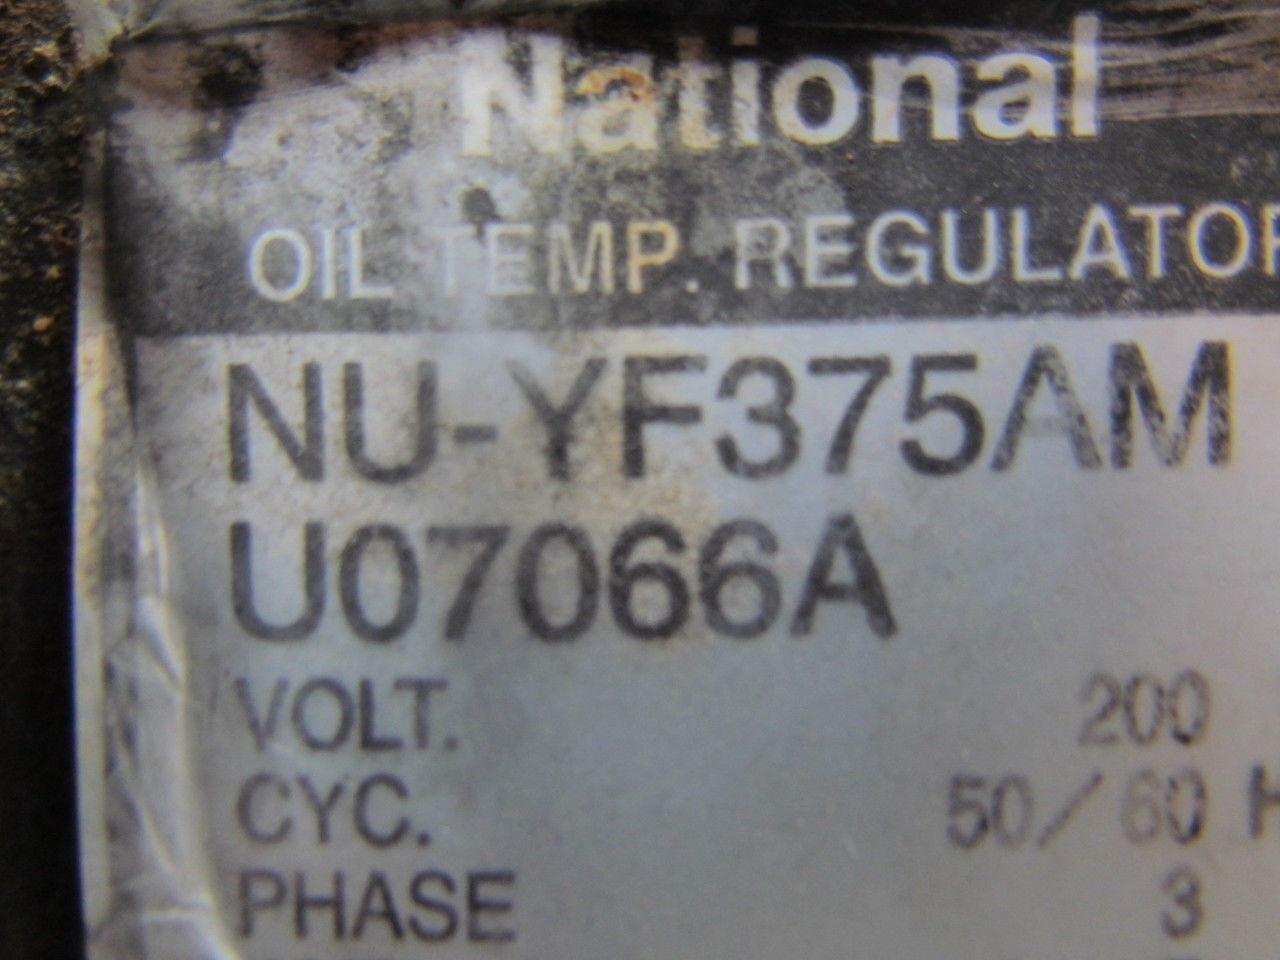 National
OIL TEMP. REGULATOR
NU-YF375AM
U07066A
VOLT. 200
CYC. 50/60 H
PHASE 3